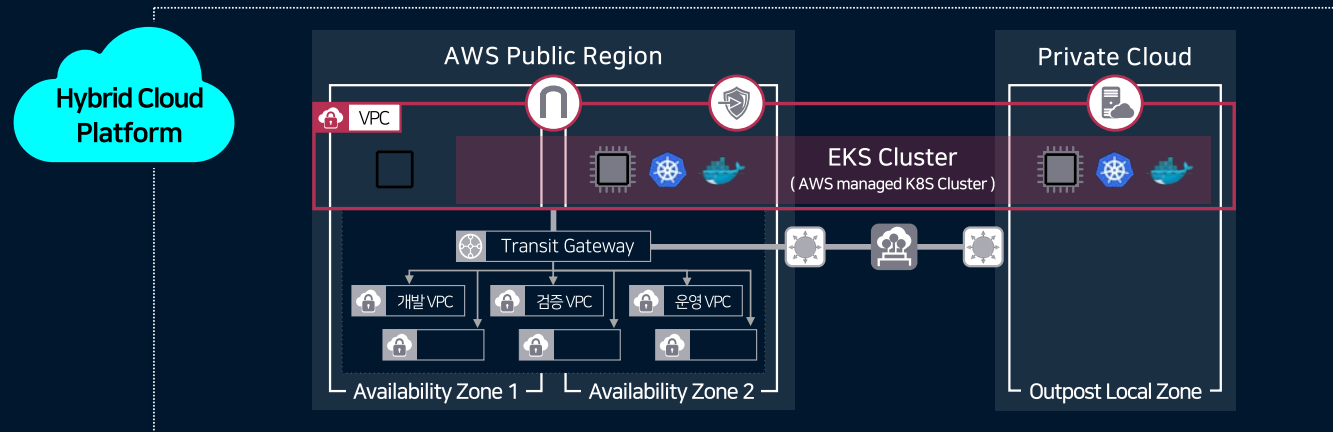 Hybrid Cloud
Platform
AWS Public Region
Private Cloud
VPC
EKS Cluster
( AWS managed K8S Cluster )
Transit Gateway
개발 VPC
검증 VPC
운영 VPC
Availability Zone 1
Availability Zone 2
Outpost Local Zone